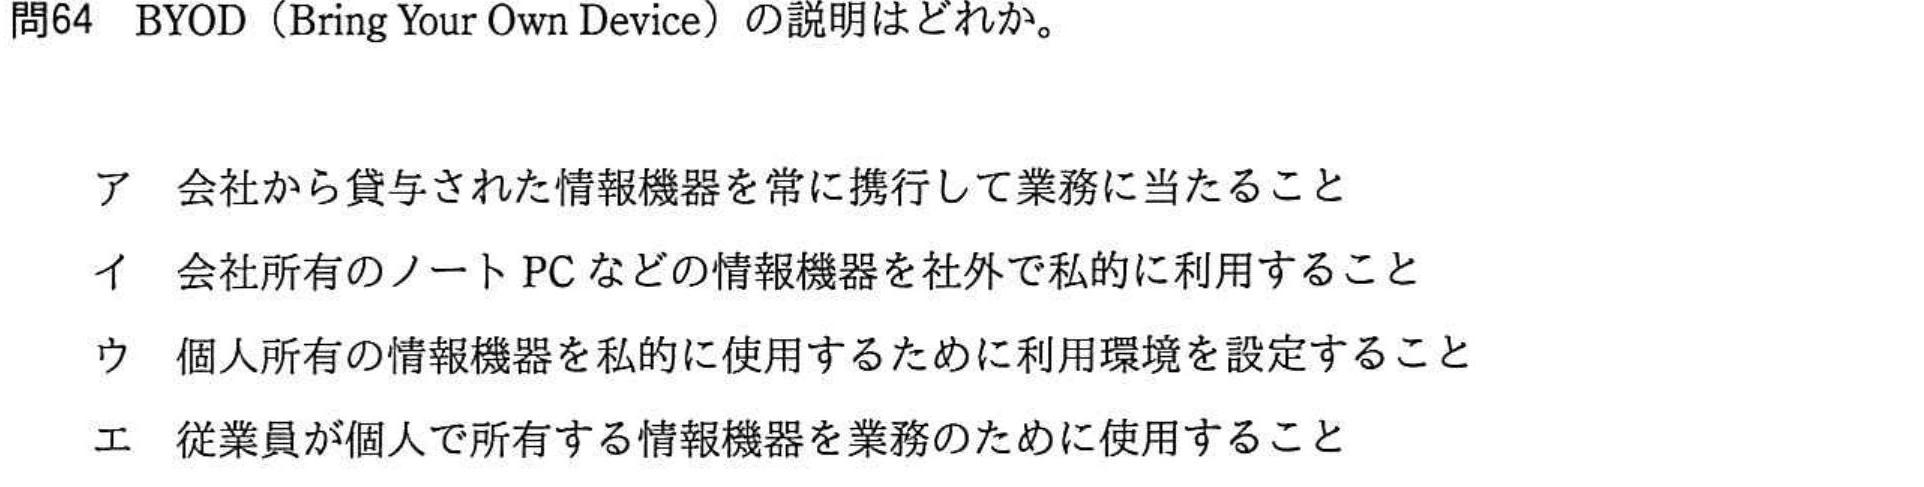 問64　BYOD（Bring Your Own Device）の説明はどれか。
ア　会社から貸与された情報機器を常に携行して業務に当たること
イ　会社所有のノート PC などの情報機器を社外で私的に利用すること
ウ　個人所有の情報機器を私的に使用するために利用環境を設定すること
エ　従業員が個人で所有する情報機器を業務のために使用すること